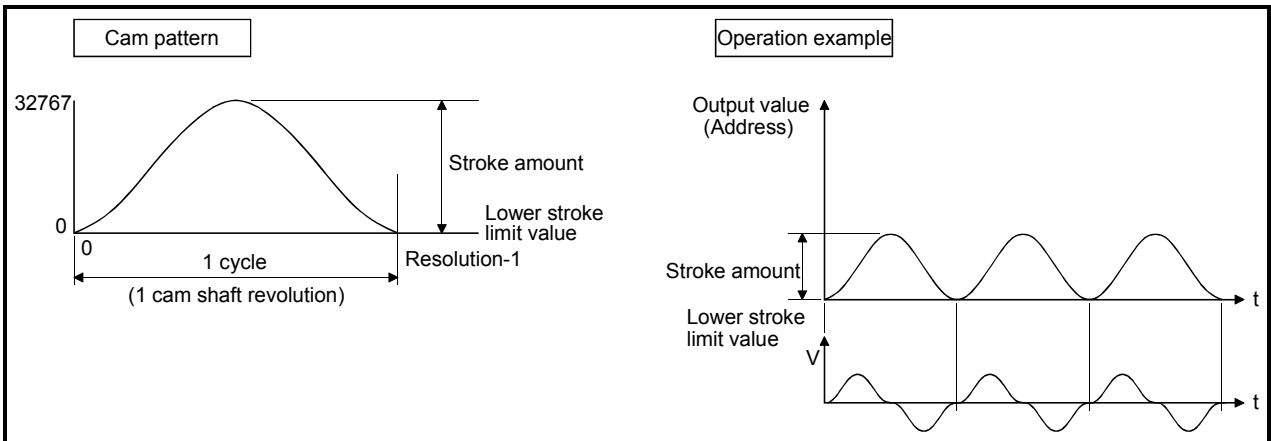 Cam pattern
32767
Stroke amount
Lower stroke
limit value
0
0
1 cycle
Resolution-1
(1 cam shaft revolution)
Operation example
Output value
(Address)
Stroke amount
t
Lower stroke
limit value
V
t